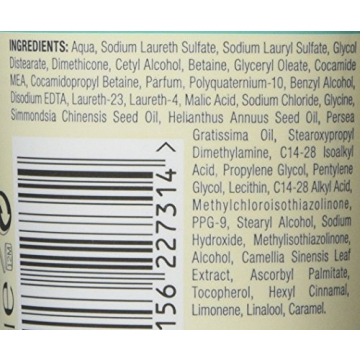 INGREDIENTS: Aqua, Sodium Laureth Sulfate, Sodium Lauryl Sulfate, Glycol
Distearate, Dimethicone, Cetyl Alcohol, Betaine, Glyceryl Oleate, Cocamide
MEA, Cocamidopropyl Betaine, Parfum, Polyquaternium-10, Benzyl Alcohol,
Disodium EDTA, Laureth-23, Laureth-4, Malic Acid, Sodium Chloride, Glycine,
Simmondsia Chinensis Seed Oil, Helianthus Annuus Seed Oil, Persea
Gratissima Oil, Stearoxypropyl
Dimethylamine, C14-28 Isoalkyl
Acid, Propylene Glycol, Pentylene
Glycol, Lecithin, C14-28 Alkyl Acid,
Methylchloroisothiazolinone,
PPG-9, Stearyl Alcohol, Sodium
Hydroxide, Methylisothiazolinone,
Alcohol, Camellia Sinensis Leaf
Extract, Ascorbyl Palmitate,
Tocopherol, Hexyl Cinnamal,
Limonene, Linalool, Caramel.
156227314>